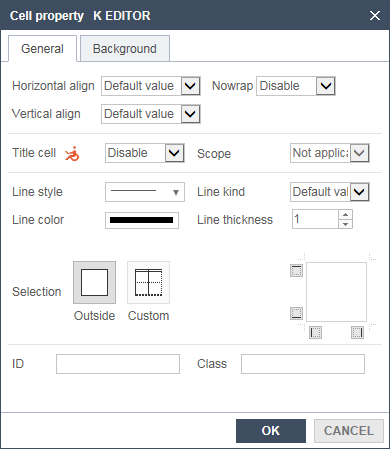 Cell property K EDITOR
General Background
Horizontal align Default value Nowrap Disable
Vertical align Default value
Title cell Disable Scope Not applica
Line style Line kind Default val
Line color Line thickness 1
Selection
Outside Custom
ID Class
OK CANCEL